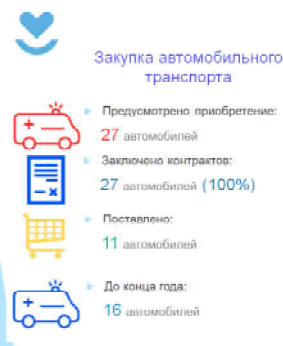 Закупка автомобильного
транспорта
Предусмотрено приобретение:
27 автомобилей
Заключено контрактов:
27 автомобилей (100%)
Поставлено:
11 автомобилей
До конца года:
16 автомобилей